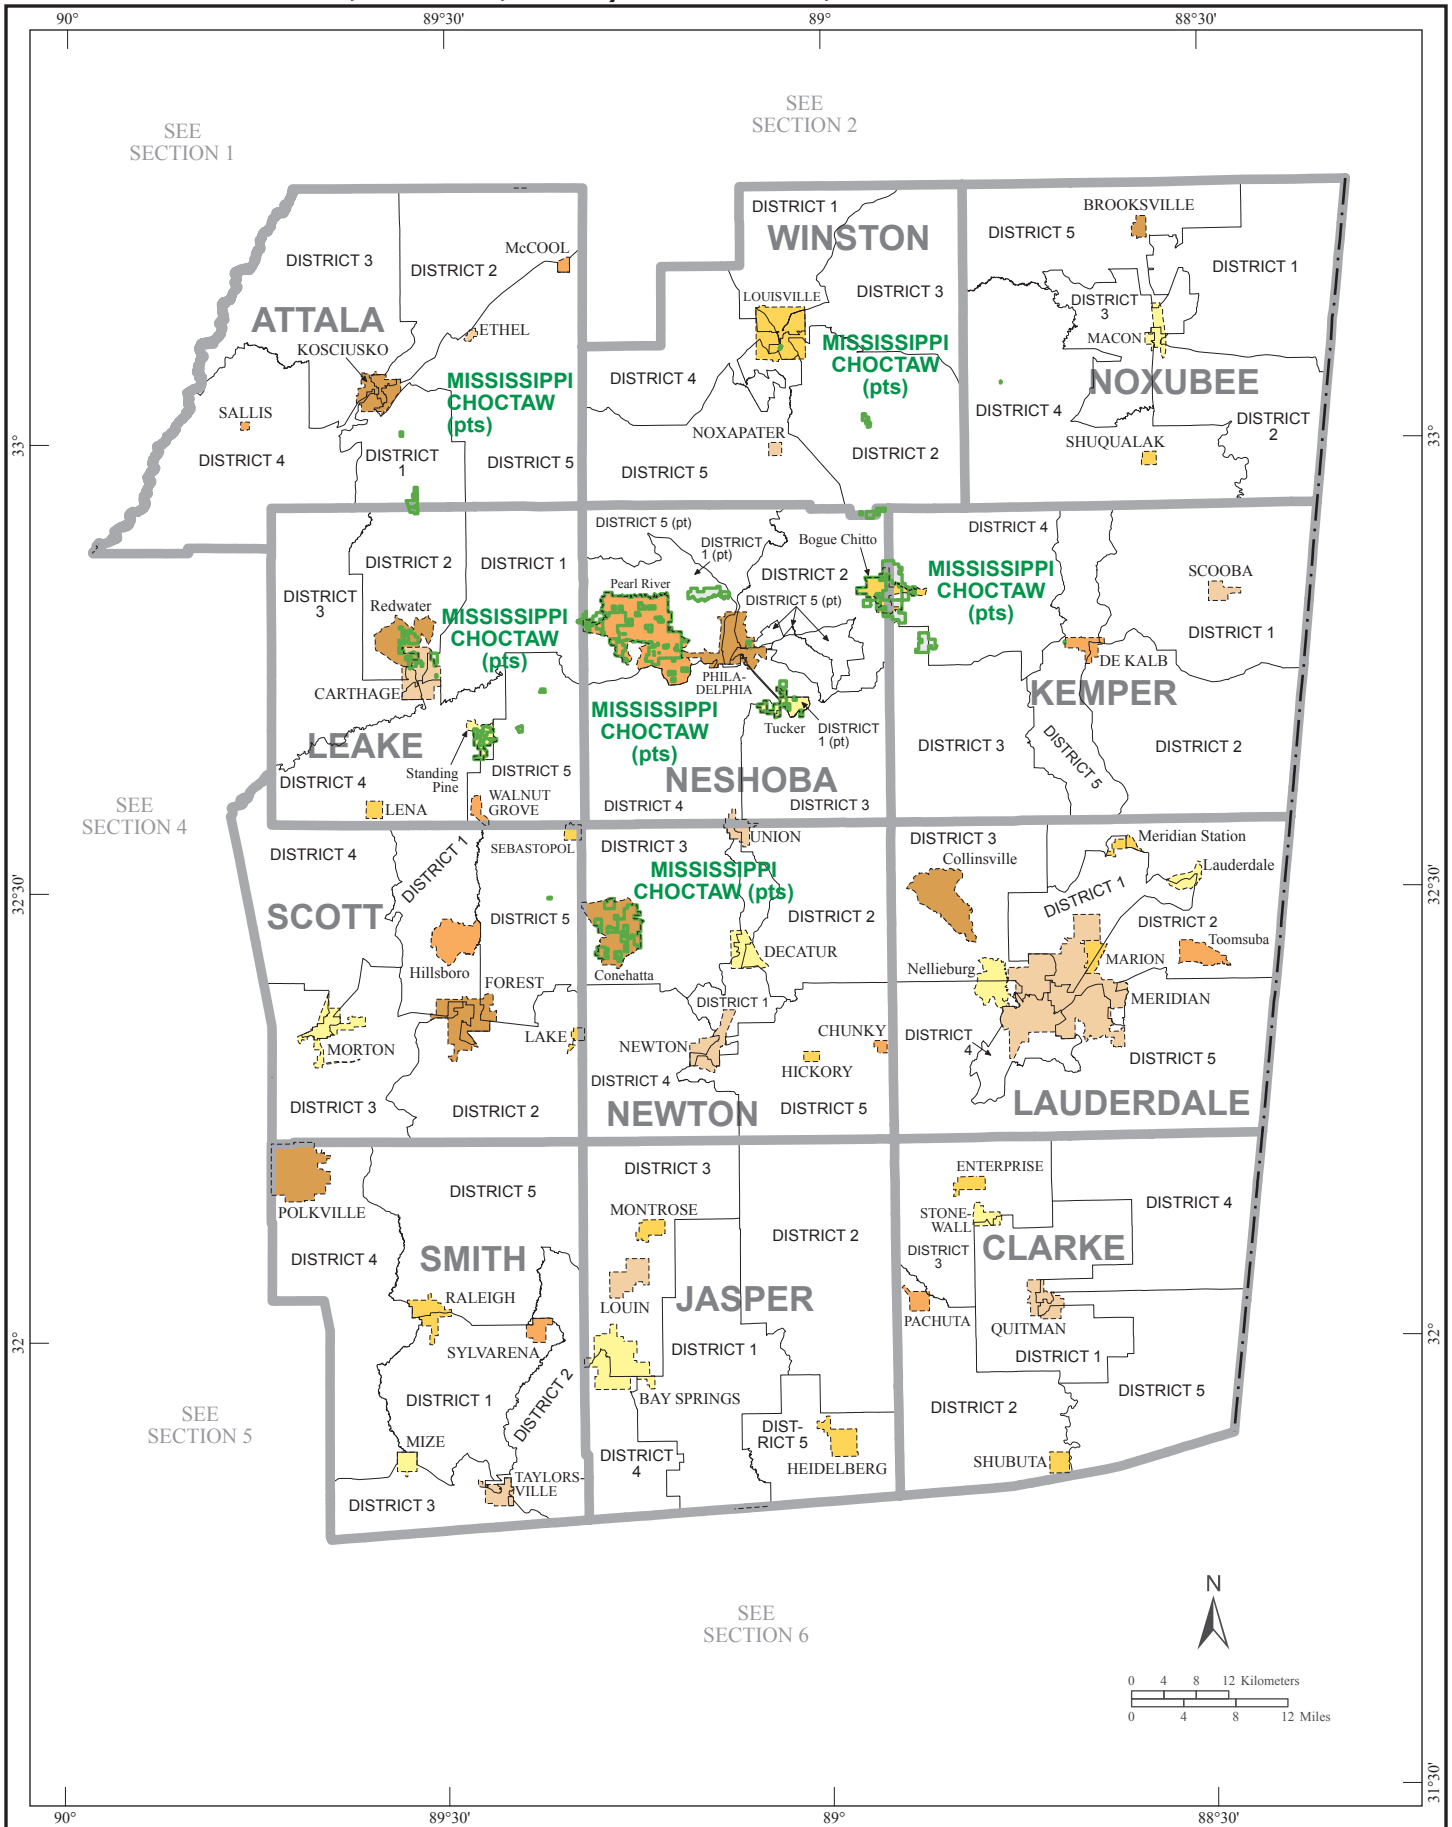 90°
89°30'
89°
88°30'
SEE
SECTION 1
SEE
SECTION 2
DISTRICT 1
WINSTON
BROOKSVILLE
DISTRICT 5
DISTRICT 3
DISTRICT 2
McCOOL
DISTRICT 1
LOUISVILLE
DISTRICT 3
DISTRICT
3
ATTALA
ETHEL
KOSCIUSKO
MACON
MISSISSIPPI
CHOCTAW
(pts)
NOXUBEE
MISSISSIPPI
CHOCTAW
(pts)
DISTRICT 4
SALLIS
DISTRICT 4
DISTRICT
2
NOXAPATER
SHUQUALAK
33°
33°
DISTRICT 4
DISTRICT
1
DISTRICT 5
DISTRICT 5
DISTRICT 2
DISTRICT 5 (pt)
DISTRICT
1 (pt)
Bogue Chitto
DISTRICT 4
DISTRICT 2
DISTRICT 1
DISTRICT 2
MISSISSIPPI
CHOCTAW
(pts)
SCOOBA
DISTRICT
3
Pearl River
DISTRICT 5 (pt)
Redwater
MISSISSIPPI
CHOCTAW
(pts)
DISTRICT 1
CARTHAGE
PHILA-
DELPHIA
DE KALB
KEMPER
MISSISSIPPI
CHOCTAW
(pts)
Tucker
DISTRICT
1 (pt)
LEAKE
DISTRICT 3
DISTRICT 5
DISTRICT 2
Standing
Pine
DISTRICT 5
NESHOBA
DISTRICT 4
LENA
WALNUT
GROVE
DISTRICT 4
DISTRICT 3
SEE
SECTION 4
UNION
SEBASTOPOL
DISTRICT 3
DISTRICT 3
Meridian Station
DISTRICT 4
DISTRICT 1
Collinsville
Lauderdale
MISSISSIPPI
CHOCTAW (pts)
32°30'
32°30'
DISTRICT 1
SCOTT
DISTRICT 5
DISTRICT 2
DISTRICT 2
Toomsuba
DECATUR
MARION
Hillsboro
Conehatta
Nellieburg
FOREST
DISTRICT 1
MERIDIAN
LAKE
NEWTON
CHUNKY
DISTRICT
4
MORTON
HICKORY
DISTRICT 5
DISTRICT 4
DISTRICT 3
DISTRICT 2
NEWTON
DISTRICT 5
LAUDERDALE
DISTRICT 3
ENTERPRISE
DISTRICT 5
DISTRICT 4
POLKVILLE
MONTROSE
STONE-
WALL
DISTRICT 2
DISTRICT 4
SMITH
DISTRICT
3
CLARKE
RALEIGH
LOUIN
JASPER
PACHUTA
QUITMAN
32°
32°
SYLVARENA
DISTRICT 1
DISTRICT 1
DISTRICT 1
DISTRICT 2
BAY SPRINGS
DISTRICT 5
DISTRICT 2
SEE
SECTION 5
MIZE
DIST-
RICT 5
DISTRICT
4
HEIDELBERG
SHUBUTA
TAYLORS-
VILLE
DISTRICT 3
N
SEE
SECTION 6
0 4 8 12 Kilometers
0 4 8 12 Miles
31°30'
90°
89°30'
89°
88°30'